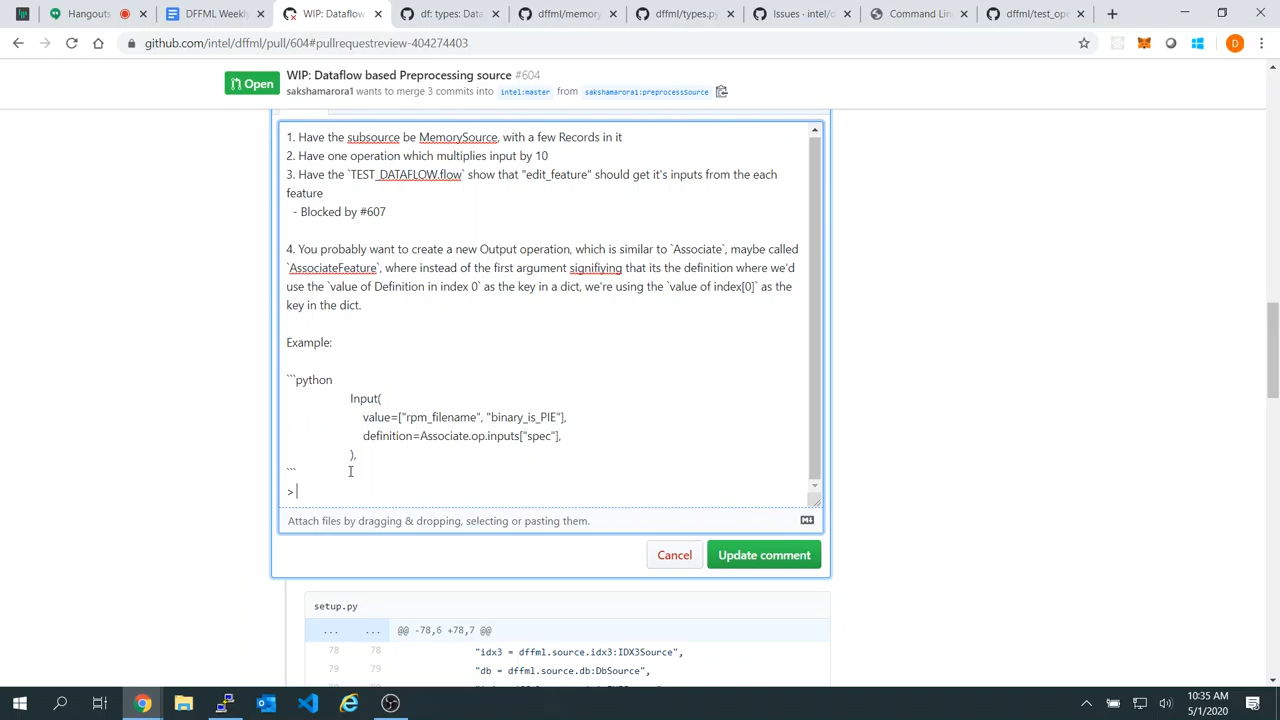 Hangouts
DFFML Weekly
WIP: Dataflow
df: types: Data
dffml/memory
dffml/types.py
Issues · intel/d
Command Lin
dffml/test_op
github.com/intel/dffml/pull/604#pullrequestreview-404274403
D
Open
WIP: Dataflow based Preprocessing source #604
sakshamarora1 wants to merge 3 commits into intel:master from sakshamarora1:preprocessSource
1. Have the subsource be MemorySource, with a few Records in it
2. Have one operation which multiplies input by 10
3. Have the `TEST_DATAFLOW.flow` show that "edit_feature" should get it's inputs from the each
feature
- Blocked by #607
4. You probably want to create a new Output operation, which is similar to `Associate`, maybe called
`AssociateFeature`, where instead of the first argument signifiying that its the definition where we'd
use the `value of Definition in index 0` as the key in a dict, we're using the `value of index[0]` as the
key in the dict.
Example:
```python
Input(
value=["rpm_filename", "binary_is_PIE"],
definition=Associate.op.inputs["spec"],
),
```
>
Attach files by dragging & dropping, selecting or pasting them.
Cancel
Update comment
setup.py
... ... @@ -78,6 +78,7 @@
78 78 "idx3 = dffml.source.idx3:IDX3Source",
79 79 "db = dffml.source.db:DbSource",
10:35 AM
5/1/2020